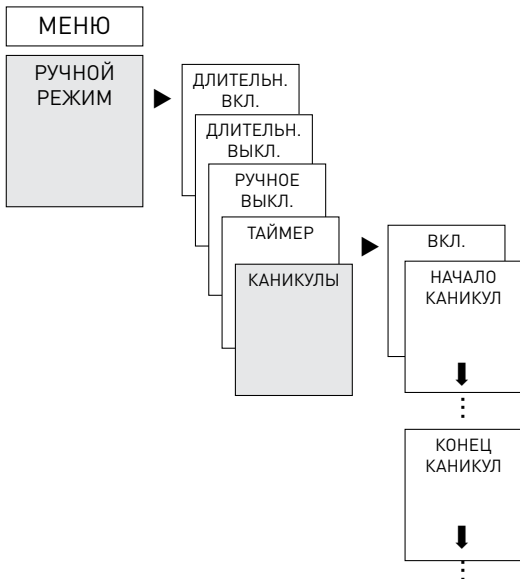 МЕНЮ
РУЧНОЙ
РЕЖИМ
ДЛИТЕЛЬН.
ВКЛ.
ДЛИТЕЛЬН.
ВЫКЛ.
РУЧНОЕ
ВЫКЛ.
ТАЙМЕР
КАНИКУЛЫ
ВКЛ.
НАЧАЛО
КАНИКУЛ
КОНЕЦ
КАНИКУЛ